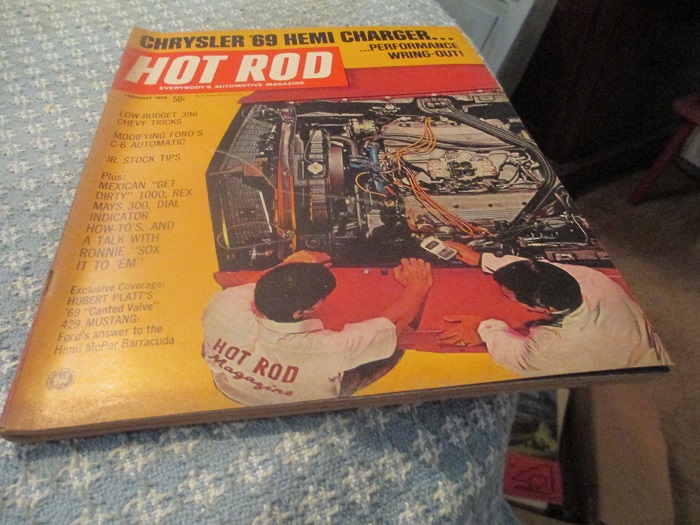 CHRYSLER '69 HEMI CHARGER...
...PERFORMANCE
WRING-OUT!
HOT ROD
EVERYBODY'S AUTOMOTIVE MAGAZINE
FEBRUARY 50¢
LOW-BUDGET 396
CHEVY TRICKS
MODIFYING FORD'S
C-6 AUTOMATIC
JR. STOCK TIPS
Plus:
MEXICAN "GET
DIRTY" 1000, REX
MAYS 300, DIAL
INDICATOR
HOW-TO'S, AND
A TALK WITH
RONNIE "SOX
IT TO 'EM"
Exclusive Coverage:
HUBERT PLATT'S
'69 "Canted Valve"
429 MUSTANG:
Ford's answer to the
Hemi MoPar Barracuda
HOT ROD
Magazine